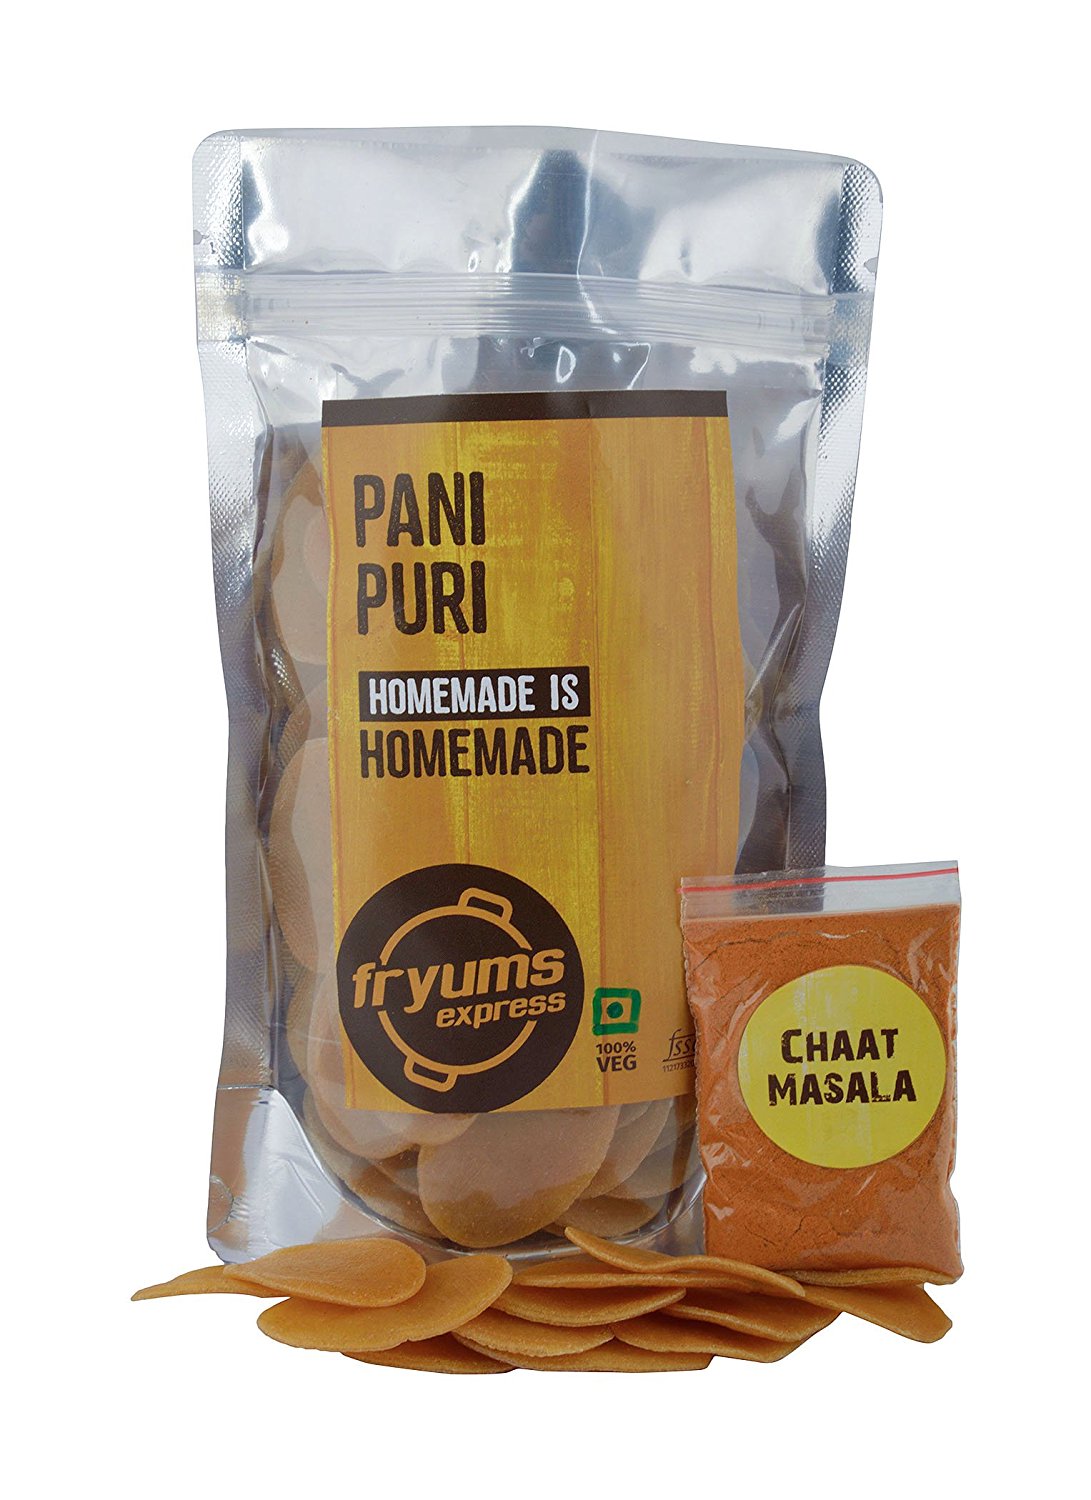 PANI
PURI
HOMEMADE IS
HOMEMADE
fryums
express
100%
VEG
CHAAT
MASALA